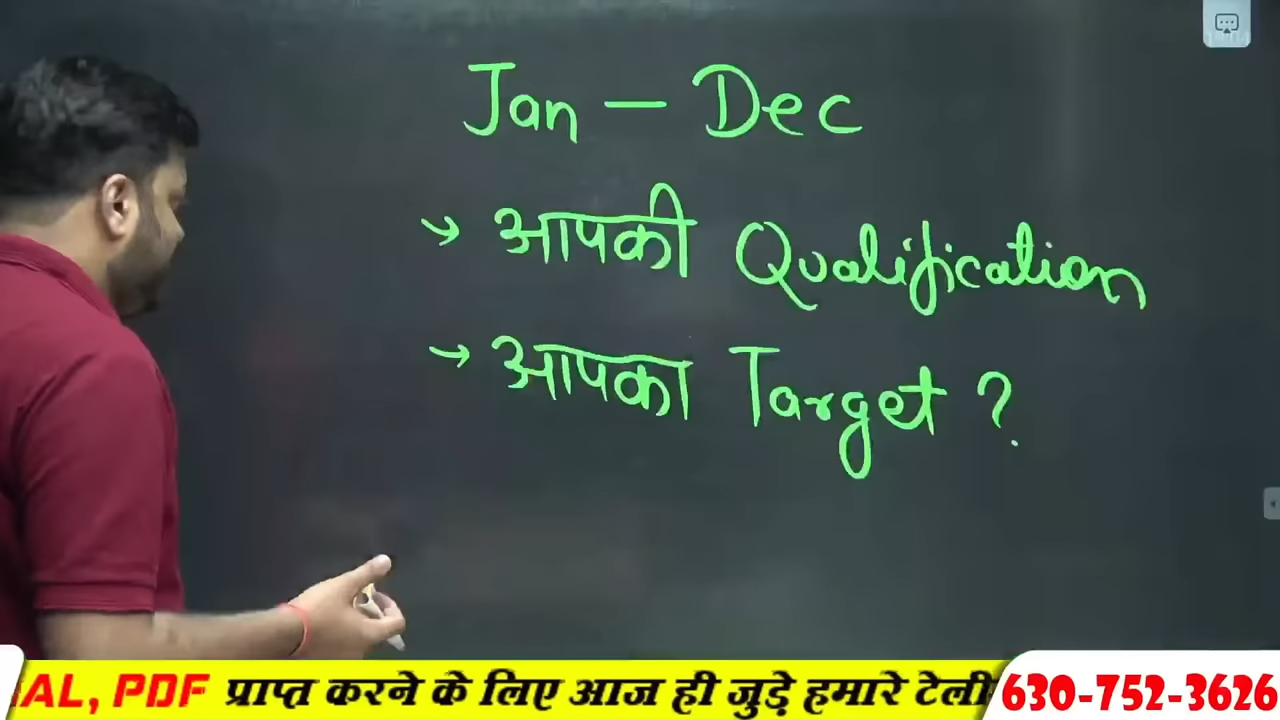 Jan – Dec
→ आपकी Qualification
→ आपका Target ?
AL, PDF प्राप्त करने के लिए आज ही जुड़े हमारे टेली
630-752-3626